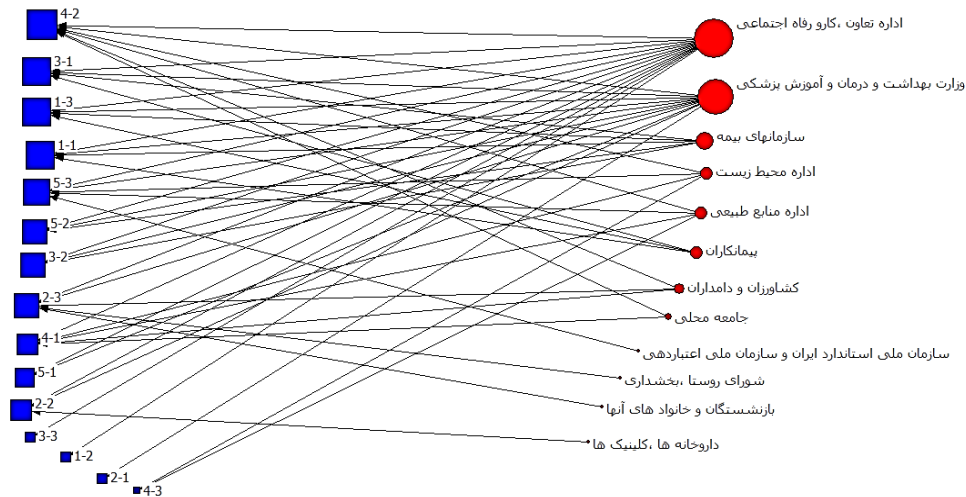 4-2
3-1
1-3
1-1
5-3
5-2
3-2
2-3
4-1
5-1
2-2
3-3
1-2
2-1
4-3
اداره تعاون ،کارو رفاه اجتماعی
وزارت بهداشت و درمان و آموزش پزشکی
سازمانهای بیمه
اداره محیط زیست
اداره منابع طبیعی
پیمانکاران
کشاورزان و دامداران
جامعه محلی
سازمان ملی استاندارد ایران و سازمان ملی اعتباردهی
شورای روستا ،بخشداری
بازنشستگان و خانواد های آنها
داروخانه ها ،کلینیک ها